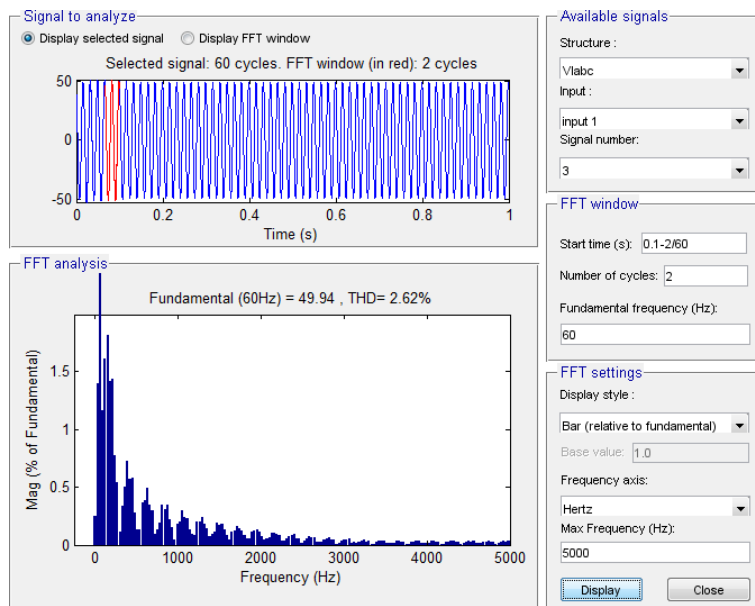 Signal to analyze
Display selected signal Display FFT window
Selected signal: 60 cycles. FFT window (in red): 2 cycles
50
0
-50
0 0.2 0.4 0.6 0.8 1
Time (s)
FFT analysis
Fundamental (60Hz) = 49.94 , THD= 2.62%
1.5
1
0.5
0
Mag (% of Fundamental)
0 1000 2000 3000 4000 5000
Frequency (Hz)
Available signals
Structure :
Vlabc
Input :
input 1
Signal number:
3
FFT window
Start time (s): 0.1-2/60
Number of cycles: 2
Fundamental frequency (Hz):
60
FFT settings
Display style :
Bar (relative to fundamental)
Base value: 1.0
Frequency axis:
Hertz
Max Frequency (Hz):
5000
Display Close